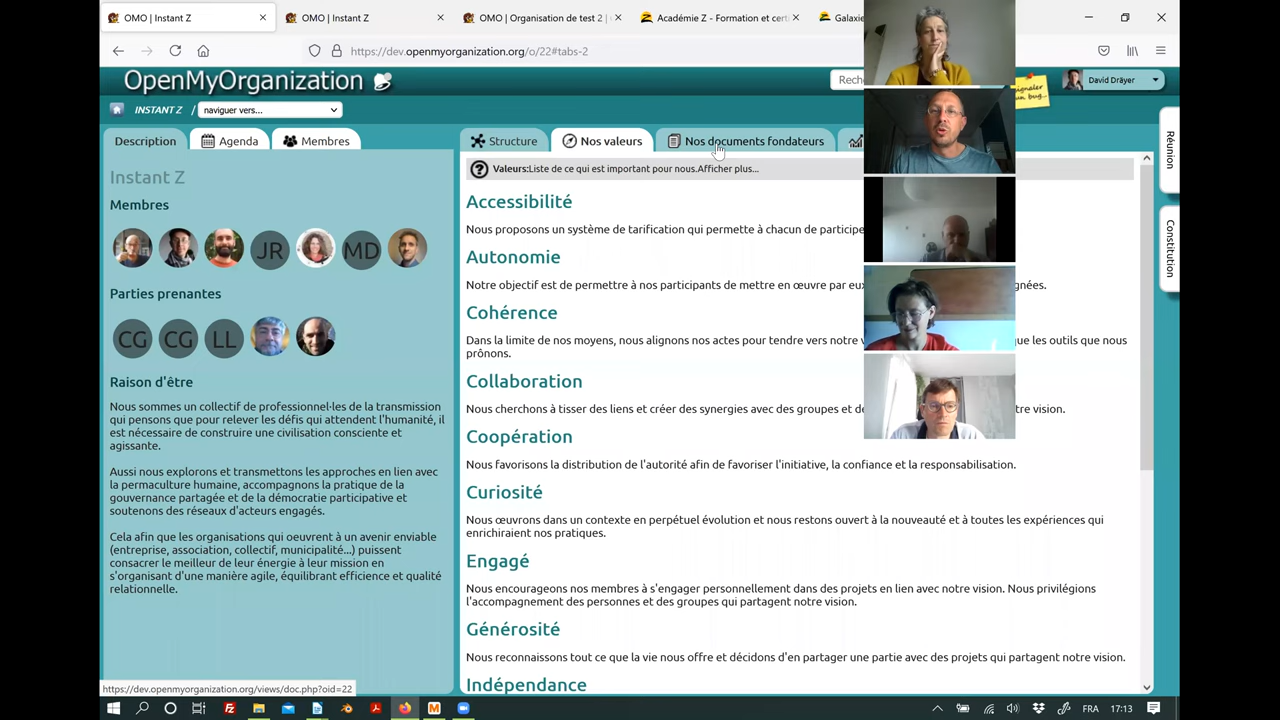 OMO | Instant Z
OMO | Instant Z
OMO | Organisation de test 2 |
Académie Z - Formation et cert
Galaxie
https://dev.openmyorganization.org/o/22#tabs-2
OpenMyOrganization
Reche
David Dräyer
INSTANT Z / naviguer vers...
Description
Agenda
Membres
Structure
Nos valeurs
Nos documents fondateurs
Réunion
Constitution
Instant Z
Membres
JR
MD
Parties prenantes
CG
CG
LL
Raison d'être
Nous sommes un collectif de professionnel·les de la transmission
qui pensons que pour relever les défis qui attendent l'humanité, il
est nécessaire de construire une civilisation consciente et
agissante.
Aussi nous explorons et transmettons les approches en lien avec
la permaculture humaine, accompagnons la pratique de la
gouvernance partagée et de la démocratie participative et
soutenons des réseaux d'acteurs engagés.
Cela afin que les organisations qui oeuvrent à un avenir enviable
(entreprise, association, collectif, municipalité...) puissent
consacrer le meilleur de leur énergie à leur mission en
s'organisant d'une manière agile, équilibrant efficience et qualité
relationnelle.
Valeurs:Liste de ce qui est important pour nous.Afficher plus...
Accessibilité
Nous proposons un système de tarification qui permette à chacun de participe
Autonomie
Notre objectif est de permettre à nos participants de mettre en œuvre par eux gnées.
Cohérence
Dans la limite de nos moyens, nous alignons nos actes pour tendre vers notre v que les outils que nous
prônons.
Collaboration
Nous cherchons à tisser des liens et créer des synergies avec des groupes et de tre vision.
Coopération
Nous favorisons la distribution de l'autorité afin de favoriser l'initiative, la confiance et la responsabilisation.
Curiosité
Nous œuvrons dans un contexte en perpétuel évolution et nous restons ouvert à la nouveauté et à toutes les expériences qui
enrichiraient nos pratiques.
Engagé
Nous encourageons nos membres à s'engager personnellement dans des projets en lien avec notre vision. Nous privilégions
l'accompagnement des personnes et des groupes qui partagent notre vision.
Générosité
Nous reconnaissons tout ce que la vie nous offre et décidons d'en partager une partie avec des projets qui partagent notre vision.
Indépendance
https://dev.openmyorganization.org/views/doc.php?oid=22
FRA
17:13